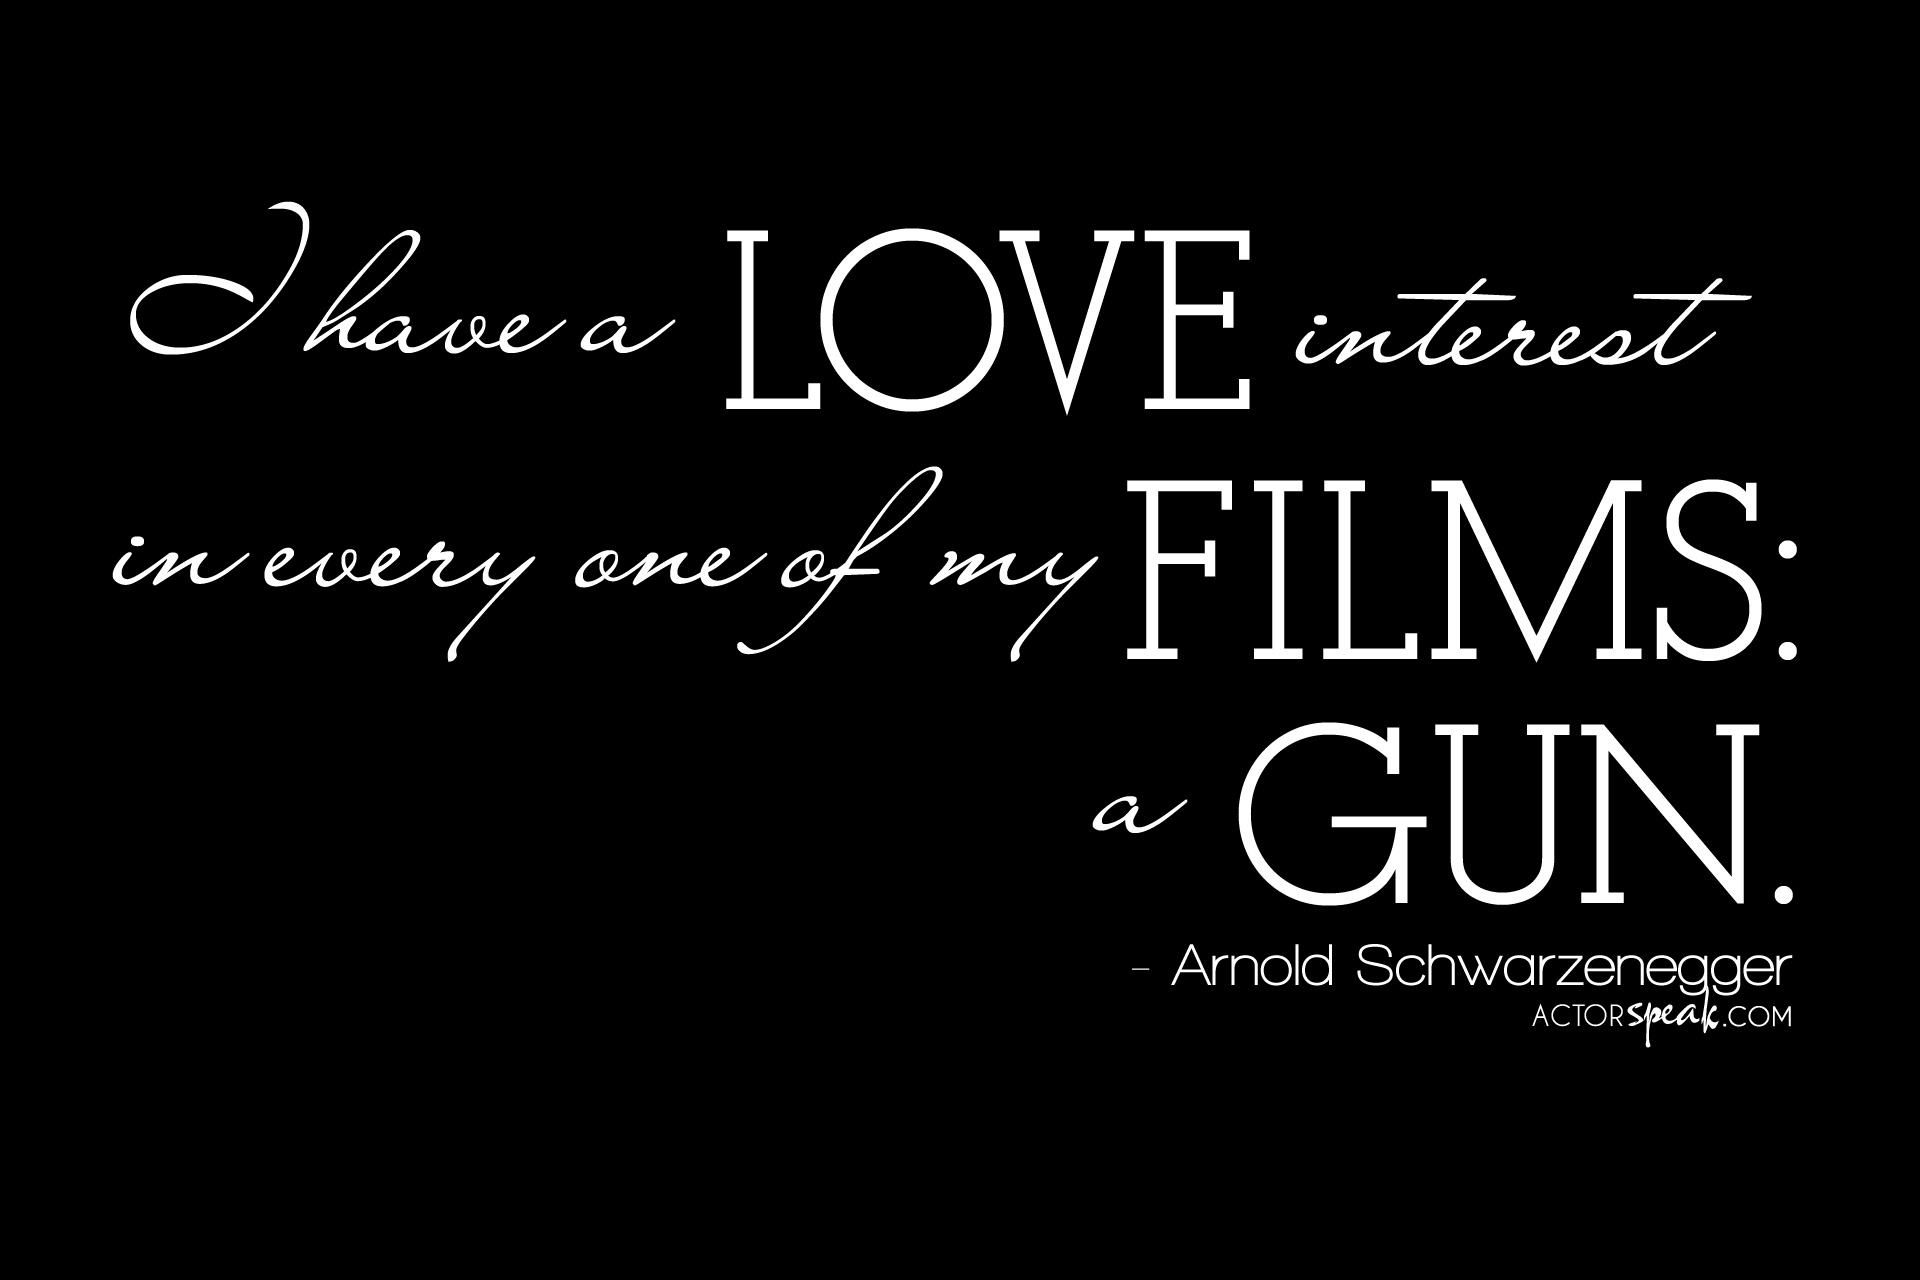 I have a LOVE interest
in every one of my FILMS:
a GUN.
– Arnold Schwarzenegger
ACTORspeak.COM